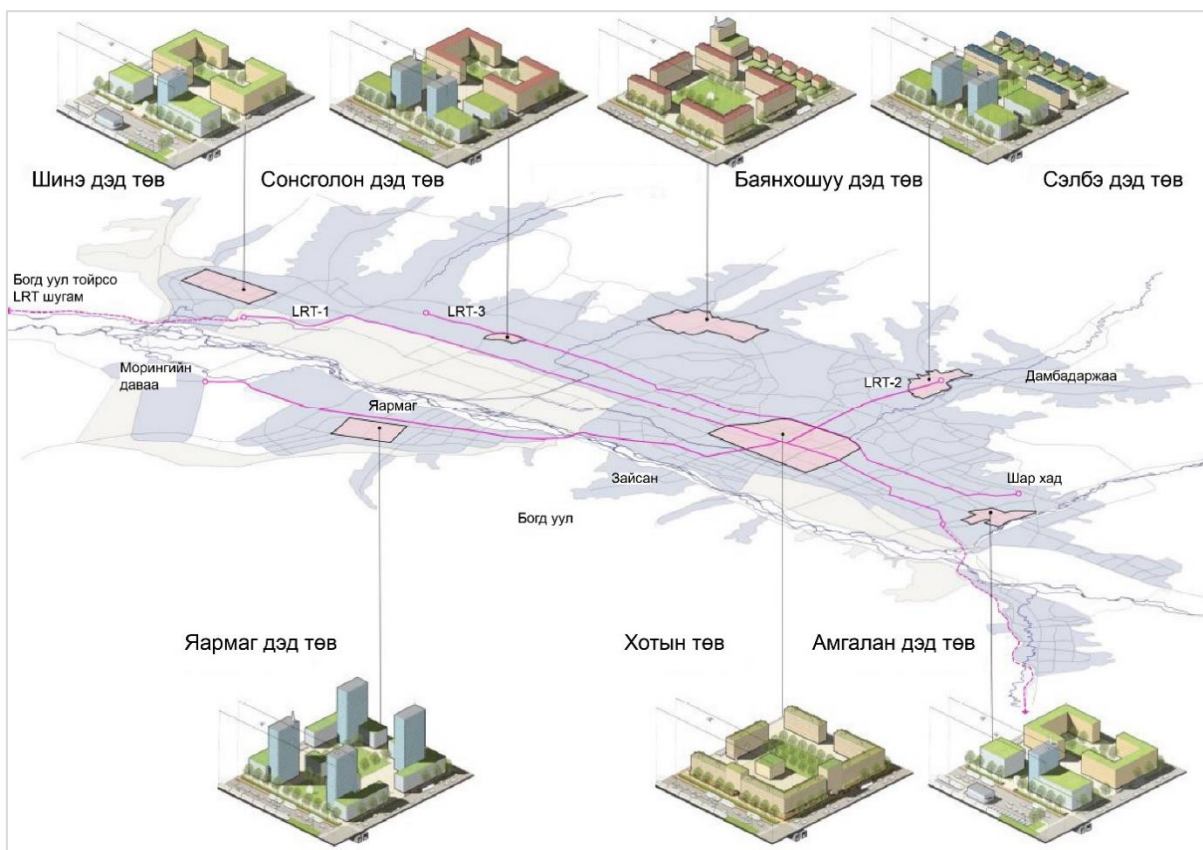 Шинэ дэд төв
Сонсголон дэд төв
Баянхошуу дэд төв
Сэлбэ дэд төв
Богд уул тойрсо
LRT шугам
LRT-1
LRT-3
Морингийн
даваа
LRT-2
Дамбадаржаа
Яармаг
Зайсан
Шар хад
Богд уул
Яармаг дэд төв
Хотын төв
Амгалан дэд төв